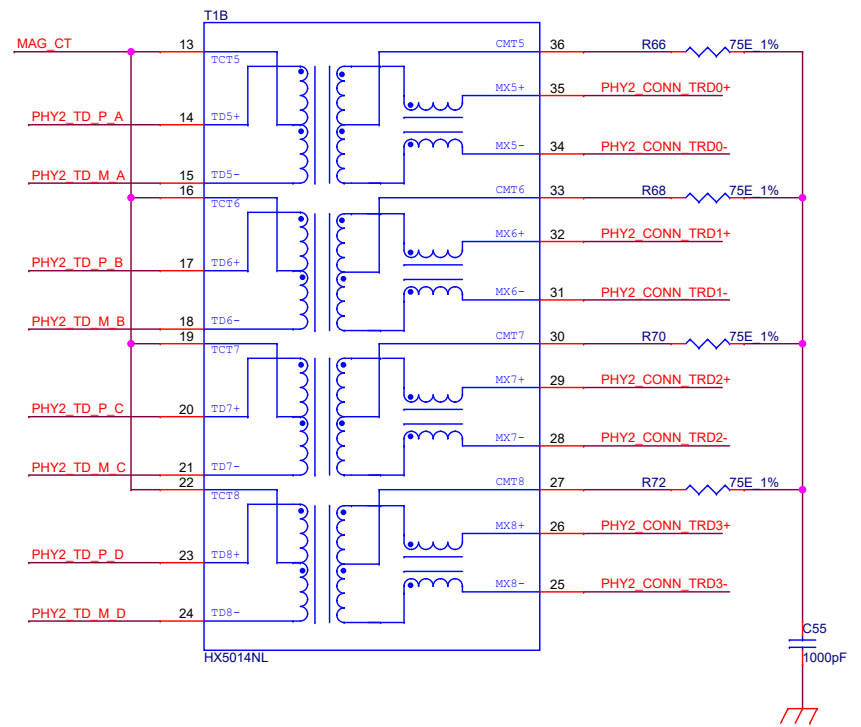 T1B
MAG_CT 13 TCT5 CMT5 36 R66 75E_1%
PHY2_TD_P_A 14 TD5+ MX5+ 35 PHY2_CONN_TRD0+
PHY2_TD_M_A 15 TD5- MX5- 34 PHY2_CONN_TRD0-
16 TCT6 CMT6 33 R68 75E_1%
PHY2_TD_P_B 17 TD6+ MX6+ 32 PHY2_CONN_TRD1+
PHY2_TD_M_B 18 TD6- MX6- 31 PHY2_CONN_TRD1-
19 TCT7 CMT7 30 R70 75E_1%
PHY2_TD_P_C 20 TD7+ MX7+ 29 PHY2_CONN_TRD2+
PHY2_TD_M_C 21 TD7- MX7- 28 PHY2_CONN_TRD2-
22 TCT8 CMT8 27 R72 75E_1%
PHY2_TD_P_D 23 TD8+ MX8+ 26 PHY2_CONN_TRD3+
PHY2_TD_M_D 24 TD8- MX8- 25 PHY2_CONN_TRD3-
C55
HX5014NL 1000pF